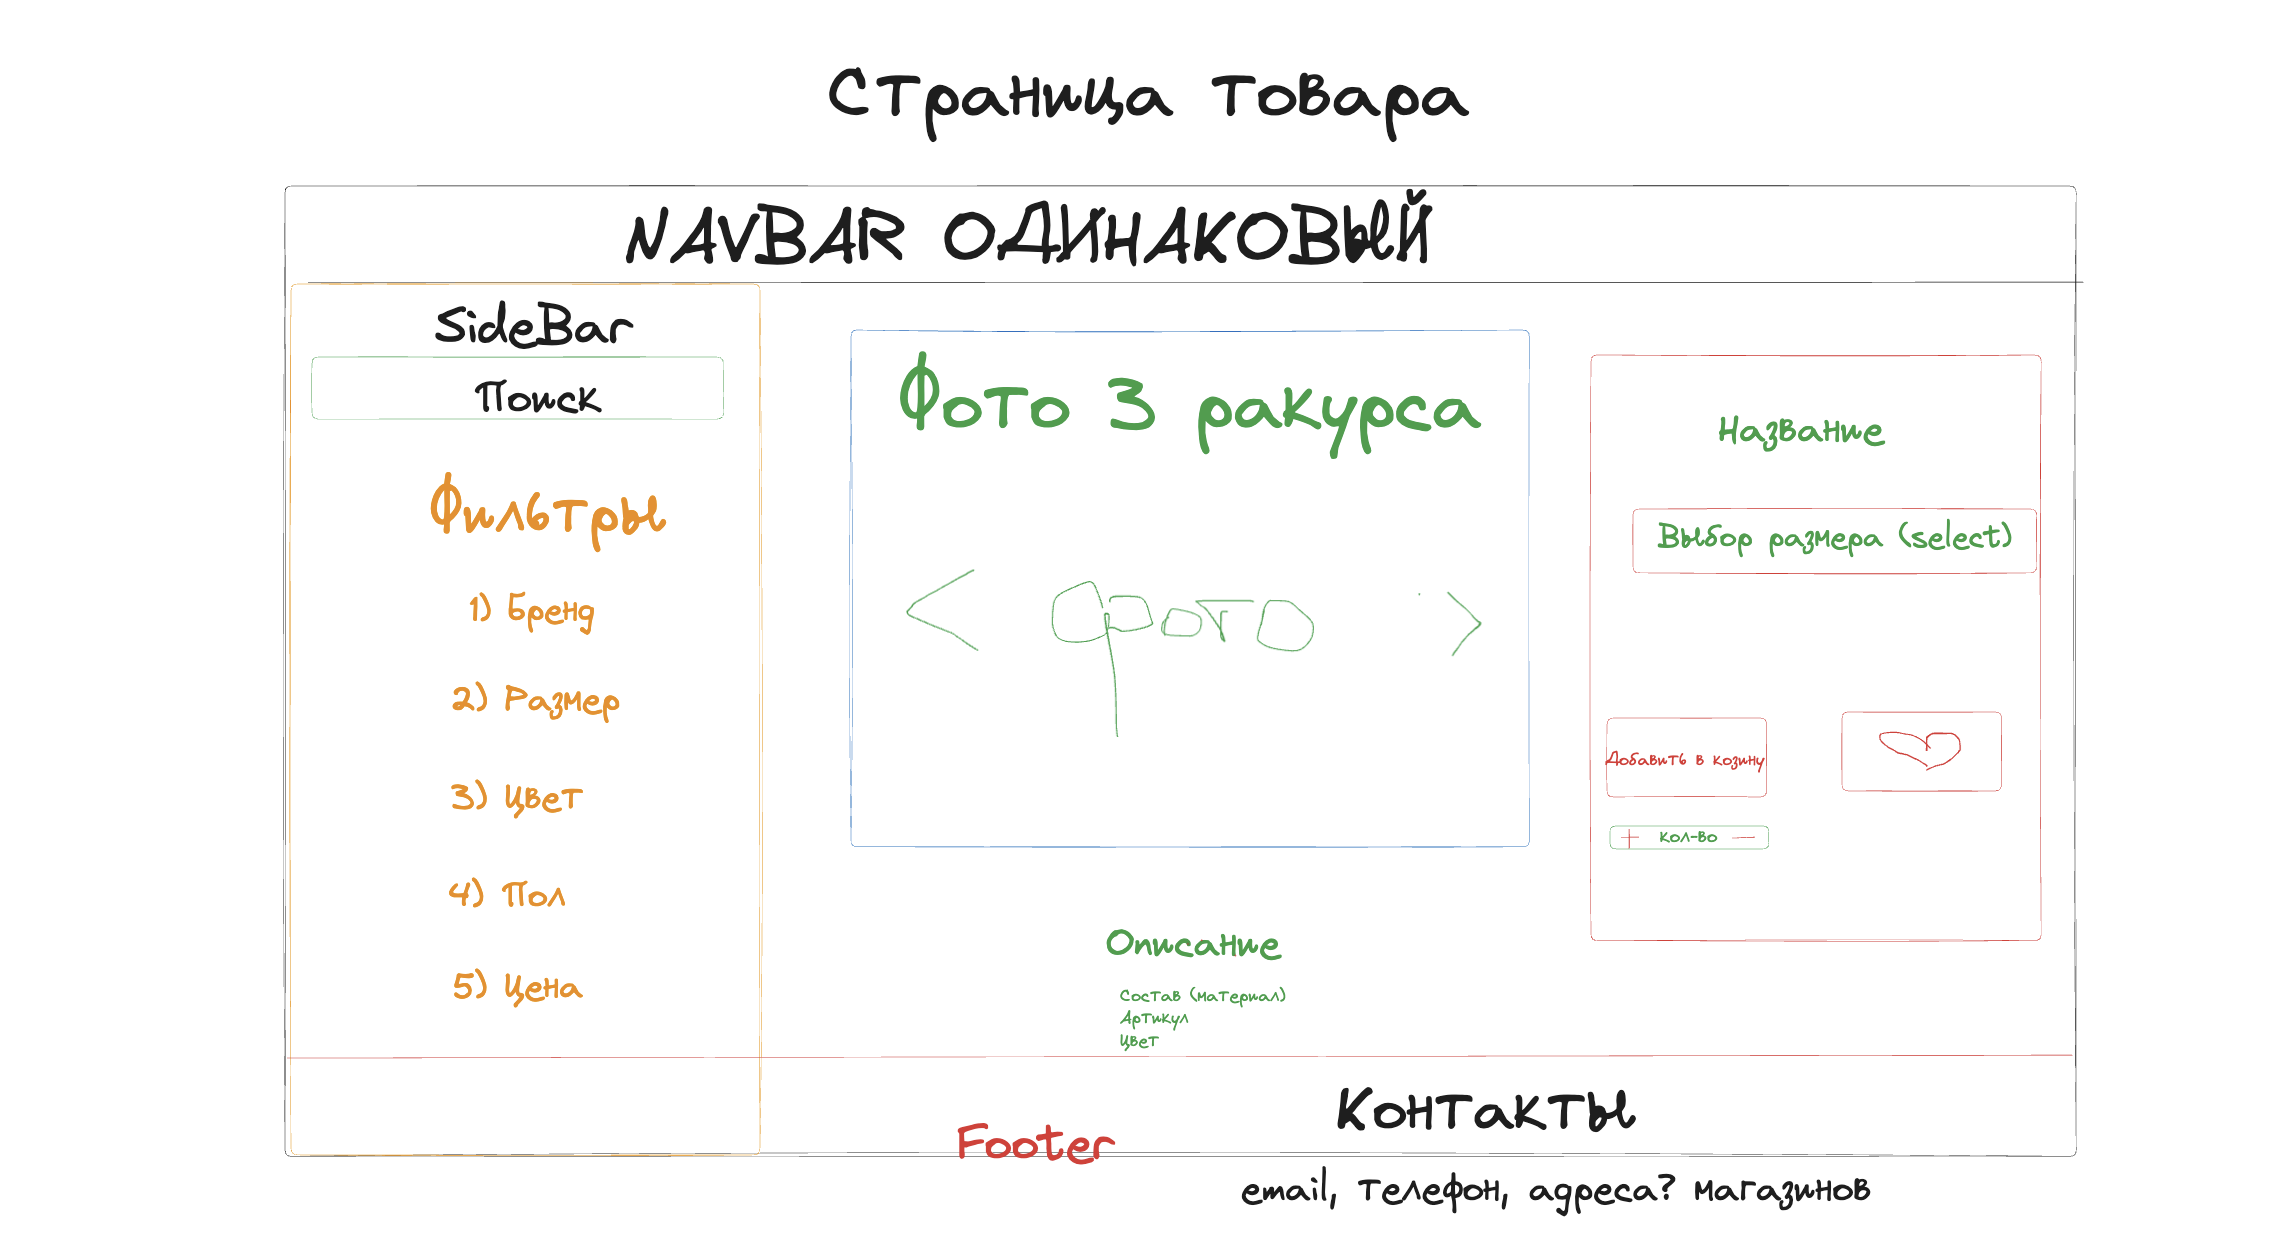 Страница товара
NAVBAR ОДИНАКОВЫЙ
SideBar
Поиск
Фильтры
1) Бренд
2) Размер
3) Цвет
4) Пол
5) Цена
Фото 3 ракурса
< фото >
Описание
Состав (материал)
Артикул
Цвет
Название
Выбор размера (select)
Добавить в козину
+ кол-во —
Footer
Контакты
email, телефон, адреса? магазинов